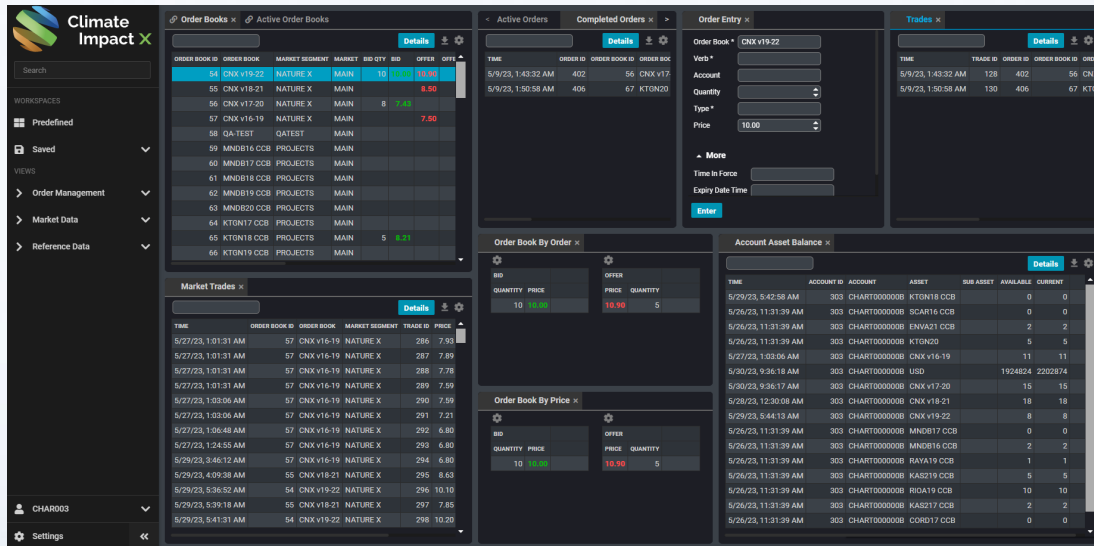 Climate
Impact X
Search
WORKSPACES
Predefined
Saved
VIEWS
Order Management
Market Data
Reference Data
CHAR003
Settings
Order Books × Active Order Books
Details
ORDER BOOK ID ORDER BOOK MARKET SEGMENT MARKET BID QTY BID OFFER OFFE
54 CNX v19-22 NATURE X MAIN 10 10.90
55 CNX v18-21 NATURE X MAIN 8.50
56 CNX v17-20 NATURE X MAIN 8 7.43
57 CNX v16-19 NATURE X MAIN 7.50
58 QA-TEST QATEST MAIN
59 MNDB16 CCB PROJECTS MAIN
60 MNDB17 CCB PROJECTS MAIN
61 MNDB18 CCB PROJECTS MAIN
62 MNDB19 CCB PROJECTS MAIN
63 MNDB20 CCB PROJECTS MAIN
64 KTGN17 CCB PROJECTS MAIN
65 KTGN18 CCB PROJECTS MAIN 5 8.21
66 KTGN19 CCB PROJECTS MAIN
Market Trades ×
Details
TIME ORDER BOOK ID ORDER BOOK MARKET SEGMENT TRADE ID PRICE
5/27/23, 1:01:31 AM 57 CNX v16-19 NATURE X 286 7.93
5/27/23, 1:01:31 AM 57 CNX v16-19 NATURE X 287 7.89
5/27/23, 1:01:31 AM 57 CNX v16-19 NATURE X 288 7.78
5/27/23, 1:01:31 AM 57 CNX v16-19 NATURE X 289 7.59
5/27/23, 1:03:06 AM 57 CNX v16-19 NATURE X 290 7.59
5/27/23, 1:03:06 AM 57 CNX v16-19 NATURE X 291 7.21
5/27/23, 1:06:48 AM 57 CNX v16-19 NATURE X 292 6.80
5/27/23, 1:24:55 AM 57 CNX v16-19 NATURE X 293 6.80
5/29/23, 3:46:12 AM 57 CNX v16-19 NATURE X 294 6.80
5/29/23, 4:09:38 AM 55 CNX v18-21 NATURE X 295 8.63
5/29/23, 5:36:52 AM 54 CNX v19-22 NATURE X 296 10.10
5/29/23, 5:39:18 AM 55 CNX v18-21 NATURE X 297 7.85
5/29/23, 5:41:31 AM 54 CNX v19-22 NATURE X 298 10.20
< Active Orders Completed Orders × >
Details
TIME ORDER ID ORDER BOOK ID ORDER BOO
5/9/23, 1:43:32 AM 402 56 CNX v17-
5/9/23, 1:50:58 AM 406 67 KTGN20
Order Entry ×
Order Book * CNX v19-22
Verb *
Account
Quantity
Type *
Price 10.00
More
Time In Force
Expiry Date Time
Enter
Trades ×
Details
TIME TRADE ID ORDER ID ORDER BOOK ID ORD
5/9/23, 1:43:32 AM 128 402 56 CN
5/9/23, 1:50:58 AM 130 406 67 KTG
Order Book By Order ×
BID OFFER
QUANTITY PRICE PRICE QUANTITY
10 10.00 10.90 5
Order Book By Price ×
BID OFFER
QUANTITY PRICE PRICE QUANTITY
10 10.00 10.90 5
Account Asset Balance ×
Details
TIME ACCOUNT ID ACCOUNT ASSET SUB ASSET AVAILABLE CURRENT
5/29/23, 5:42:58 AM 303 CHART000000B KTGN18 CCB 0 0
5/26/23, 11:31:39 AM 303 CHART000000B SCAR16 CCB 0 0
5/26/23, 11:31:39 AM 303 CHART000000B ENVA21 CCB 2 2
5/26/23, 11:31:39 AM 303 CHART000000B KTGN20 5 5
5/27/23, 1:03:06 AM 303 CHART000000B CNX v16-19 11 11
5/30/23, 9:36:18 AM 303 CHART000000B USD 1924824 2202874
5/30/23, 9:36:17 AM 303 CHART000000B CNX v17-20 15 15
5/28/23, 12:30:08 AM 303 CHART000000B CNX v18-21 18 18
5/29/23, 5:44:13 AM 303 CHART000000B CNX v19-22 8 8
5/26/23, 11:31:39 AM 303 CHART000000B MNDB17 CCB 0 0
5/26/23, 11:31:39 AM 303 CHART000000B MNDB16 CCB 2 2
5/26/23, 11:31:39 AM 303 CHART000000B RAYA19 CCB 1 1
5/26/23, 11:31:39 AM 303 CHART000000B KAS219 CCB 5 5
5/26/23, 11:31:39 AM 303 CHART000000B RIOA19 CCB 10 10
5/26/23, 11:31:39 AM 303 CHART000000B KAS217 CCB 2 2
5/26/23, 11:31:39 AM 303 CHART000000B CORD17 CCB 0 0